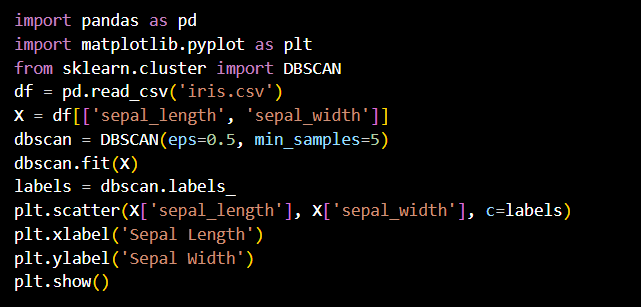 import pandas as pd
import matplotlib.pyplot as plt
from sklearn.cluster import DBSCAN
df = pd.read_csv('iris.csv')
X = df[['sepal_length', 'sepal_width']]
dbscan = DBSCAN(eps=0.5, min_samples=5)
dbscan.fit(X)
labels = dbscan.labels_
plt.scatter(X['sepal_length'], X['sepal_width'], c=labels)
plt.xlabel('Sepal Length')
plt.ylabel('Sepal Width')
plt.show()